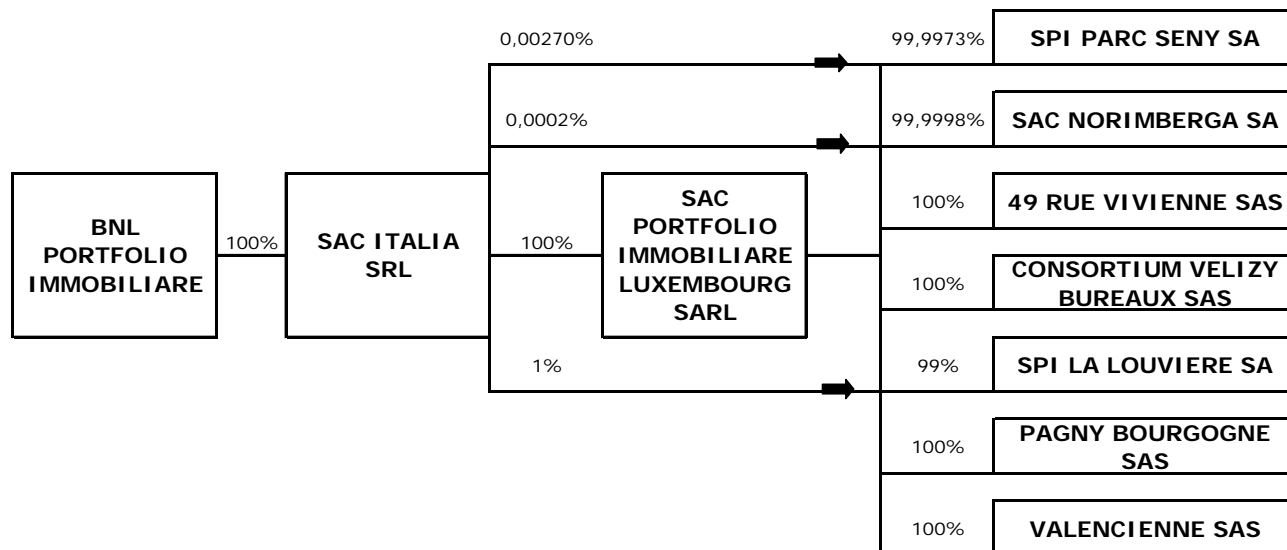 0,00270%
99,9973%
SPI PARC SENY SA
0,0002%
99,9998%
SAC NORIMBERGA SA
BNL
PORTFOLIO
IMMOBILIARE
100%
SAC ITALIA
SRL
100%
SAC
PORTFOLIO
IMMOBILIARE
LUXEMBOURG
SARL
100%
49 RUE VIVIENNE SAS
100%
CONSORTIUM VELIZY
BUREAUX SAS
1%
99%
SPI LA LOUVIERE SA
100%
PAGNY BOURGOGNE
SAS
100%
VALENCIENNE SAS